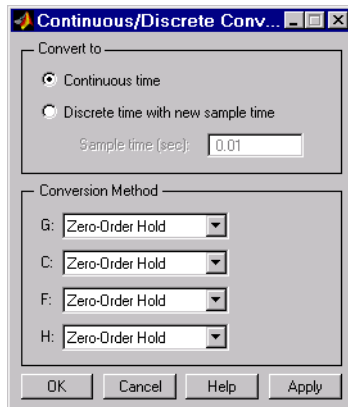 Continuous/Discrete Conv...
Convert to
Continuous time
Discrete time with new sample time
Sample time (sec): 0.01
Conversion Method
G: Zero-Order Hold
C: Zero-Order Hold
F: Zero-Order Hold
H: Zero-Order Hold
OK Cancel Help Apply